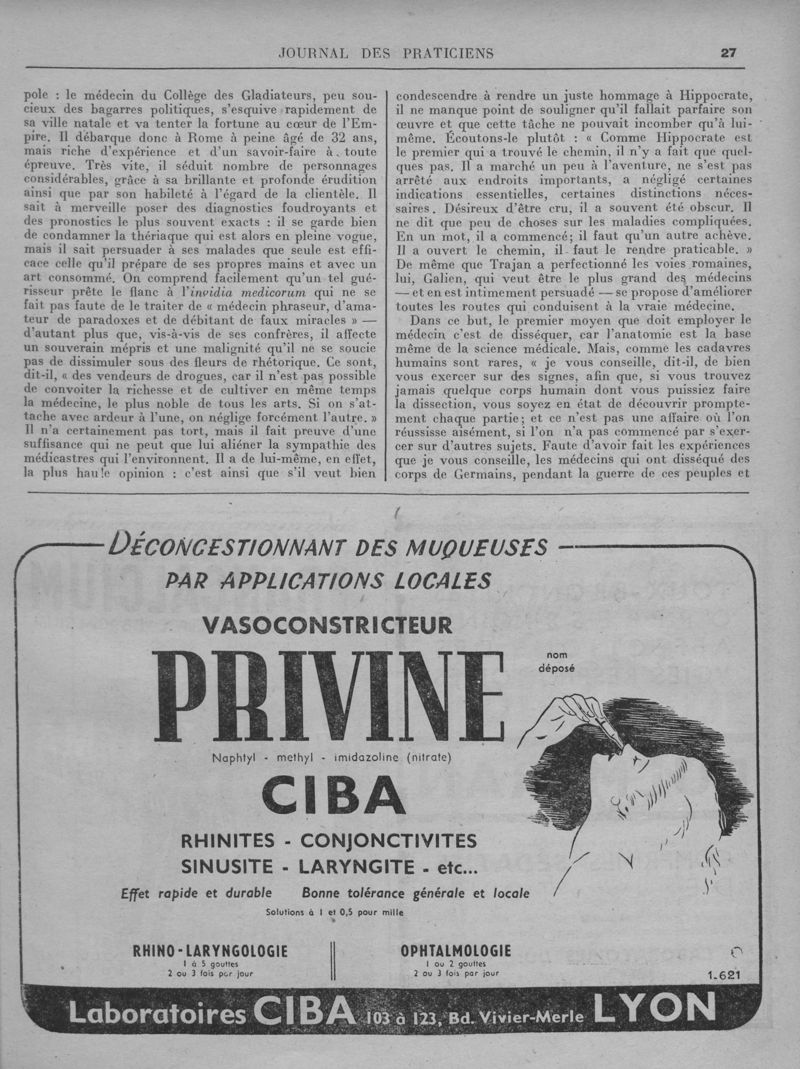 JOURNAL DES PRATICIENS
27
pole : le médecin du Collège des Gladiateurs, peu sou-
cieux des bagarres politiques, s'esquive rapidement de
sa ville natale et va tenter la fortune au cœur de l'Em-
pire. Il débarque donc à Rome à peine âgé de 32 ans,
mais riche d'expérience et d'un savoir-faire à toute
épreuve. Très vite, il séduit nombre de personnages
considérables, grâce à sa brillante et profonde érudition
ainsi que par son habileté à l'égard de la clientèle. Il
sait à merveille poser des diagnostics foudroyants et
des pronostics le plus souvent exacts : il se garde bien
de condamner la thériaque qui est alors en pleine vogue,
mais il sait persuader à ses malades que seule est effi-
cace celle qu'il prépare de ses propres mains et avec un
art consommé. On comprend facilement qu'un tel gué-
risseur prête le flanc à l'invidia medicorum qui ne se
fait pas faute de le traiter de « médecin phraseur, d'ama-
teur de paradoxes et de débitant de faux miracles » —
d'autant plus que, vis-à-vis de ses confrères, il affecte
un souverain mépris et une malignité qu'il ne se soucie
pas de dissimuler sous des fleurs de rhétorique. Ce sont,
dit-il, « des vendeurs de drogues, car il n'est pas possible
de convoiter la richesse et de cultiver en même temps
la médecine, le plus noble de tous les arts. Si on s'at-
tache avec ardeur à l'une, on néglige forcément l'autre. »
Il n'a certainement pas tort, mais il fait preuve d'une
suffisance qui ne peut que lui aliéner la sympathie des
médicastres qui l'environnent. Il a de lui-même, en effet,
la plus hau!e opinion : c'est ainsi que s'il veut bien
condescendre à rendre un juste hommage à Hippocrate,
il ne manque point de souligner qu'il fallait parfaire son
œuvre et que cette tâche ne pouvait incomber qu'à lui-
même. Écoutons-le plutôt : « Comme Hippocrate est
le premier qui a trouvé le chemin, il n'y a fait que quel-
ques pas. Il a marché un peu à l'aventure, ne s'est pas
arrêté aux endroits importants, a négligé certaines
indications essentielles, certaines distinctions néces-
saires. Désireux d'être cru, il a souvent été obscur. Il
ne dit que peu de choses sur les maladies compliquées.
En un mot, il a commencé; il faut qu'un autre achève.
Il a ouvert le chemin, il faut le rendre praticable. »
De même que Trajan a perfectionné les voies romaines,
lui, Galien, qui veut être le plus grand des médecins
— et en est intimement persuadé — se propose d'améliorer
toutes les routes qui conduisent à la vraie médecine.
Dans ce but, le premier moyen que doit employer le
médecin c'est de disséquer, car l'anatomie est la base
même de la science médicale. Mais, comme les cadavres
humains sont rares, « je vous conseille, dit-il, de bien
vous exercer sur des signes, afin que, si vous trouvez
jamais quelque corps humain dont vous puissiez faire
la dissection, vous soyez en état de découvrir prompte-
ment chaque partie; et ce n'est pas une affaire où l'on
réussisse aisément, si l'on n'a pas commencé par s'exer-
cer sur d'autres sujets. Faute d'avoir fait les expériences
que je vous conseille, les médecins qui ont disséqué des
corps de Germains, pendant la guerre de ces peuples et
DÉCONGESTIONNANT DES MUQUEUSES
PAR APPLICATIONS LOCALES
VASOCONSTRICTEUR
PRIVINE
nom
déposé
Naphtyl - methyl - imidazoline (nitrate)
CIBA
RHINITES - CONJONCTIVITES
SINUSITE - LARYNGITE - etc...
Effet rapide et durable Bonne tolérance générale et locale
Solutions à 1 et 0,5 pour mille
RHINO-LARYNGOLOGIE
1 à 5 gouttes
2 ou 3 fois par jour
OPHTALMOLOGIE
1 ou 2 gouttes
2 ou 3 fois par jour
1-621
Laboratoires CIBA 103 à 123, Bd. Vivier-Merle LYON